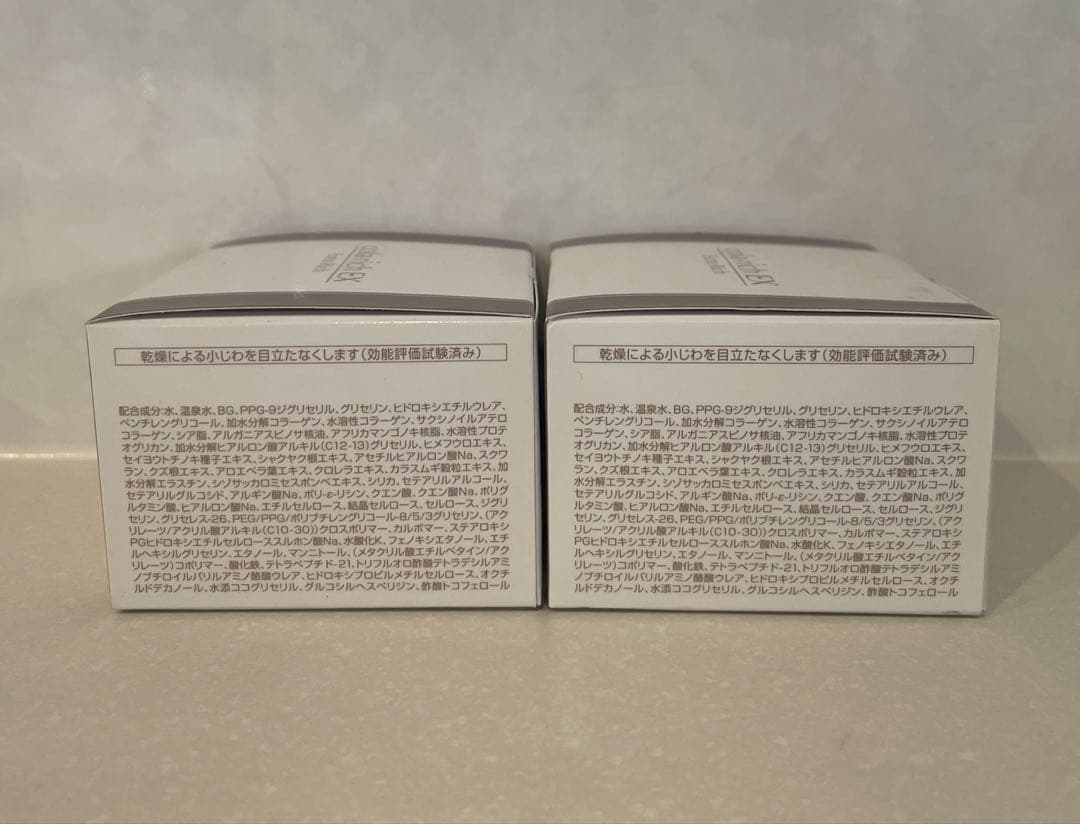 EX
乾燥による小じわを目立たなくします(効能評価試験済み)
配合成分:水、温泉水、BG、PPG-9ジグリセリル、グリセリン、ヒドロキシエチルウレア、
ペンチレングリコール、加水分解コラーゲン、水溶性コラーゲン、サクシノイルアテロ
コラーゲン、シア脂、アルガニアスピノサ核油、アフリカマンゴノキ核脂、水溶性プロテ
オグリカン、加水分解ヒアルロン酸アルキル(C12-13)グリセリル、ヒメフウロエキス、
セイヨウトチノキ種子エキス、シャクヤク根エキス、アセチルヒアルロン酸Na、スクワ
ラン、クズ根エキス、アロエベラ葉エキス、クロレラエキス、カラスムギ穀粒エキス、加
水分解エラスチン、シゾサッカロミセスポンベエキス、シリカ、セテアリルアルコール、
セテアリルグルコシド、アルギン酸Na、ポリ-ε-リシン、クエン酸、クエン酸Na、ポリグ
ルタミン酸、ヒアルロン酸Na、エチルセルロース、結晶セルロース、セルロース、ジグリ
セリン、グリセレス-26、PEG/PPG/ポリブチレングリコール-8/5/3グリセリン、(アク
リレーツ/アクリル酸アルキル(C10-30))クロスポリマー、カルボマー、ステアロキシ
PGヒドロキシエチルセルローススルホン酸Na、水酸化K、フェノキシエタノール、エチ
ルヘキシルグリセリン、エタノール、マンニトール、(メタクリル酸エチルベタイン/アク
リレーツ)コポリマー、酸化鉄、テトラペプチド-21、トリフルオロ酢酸テトラデシルアミ
ノブチロイルバリルアミノ酪酸ウレア、ヒドロキシプロピルメチルセルロース、オクチ
ルドデカノール、水添ココグリセリル、グルコシルヘスペリジン、酢酸トコフェロール
EX
乾燥による小じわを目立たなくします(効能評価試験済み)
配合成分:水、温泉水、BG、PPG-9ジグリセリル、グリセリン、ヒドロキシエチルウレア、
ペンチレングリコール、加水分解コラーゲン、水溶性コラーゲン、サクシノイルアテロ
コラーゲン、シア脂、アルガニアスピノサ核油、アフリカマンゴノキ核脂、水溶性プロテ
オグリカン、加水分解ヒアルロン酸アルキル(C12-13)グリセリル、ヒメフウロエキス、
セイヨウトチノキ種子エキス、シャクヤク根エキス、アセチルヒアルロン酸Na、スクワ
ラン、クズ根エキス、アロエベラ葉エキス、クロレラエキス、カラスムギ穀粒エキス、加
水分解エラスチン、シゾサッカロミセスポンベエキス、シリカ、セテアリルアルコール、
セテアリルグルコシド、アルギン酸Na、ポリ-ε-リシン、クエン酸、クエン酸Na、ポリグ
ルタミン酸、ヒアルロン酸Na、エチルセルロース、結晶セルロース、セルロース、ジグリ
セリン、グリセレス-26、PEG/PPG/ポリブチレングリコール-8/5/3グリセリン、(アク
リレーツ/アクリル酸アルキル(C10-30))クロスポリマー、カルボマー、ステアロキシ
PGヒドロキシエチルセルローススルホン酸Na、水酸化K、フェノキシエタノール、エチ
ルヘキシルグリセリン、エタノール、マンニトール、(メタクリル酸エチルベタイン/アク
リレーツ)コポリマー、酸化鉄、テトラペプチド-21、トリフルオロ酢酸テトラデシルアミ
ノブチロイルバリルアミノ酪酸ウレア、ヒドロキシプロピルメチルセルロース、オクチ
ルドデカノール、水添ココグリセリル、グルコシルヘスペリジン、酢酸トコフェロール